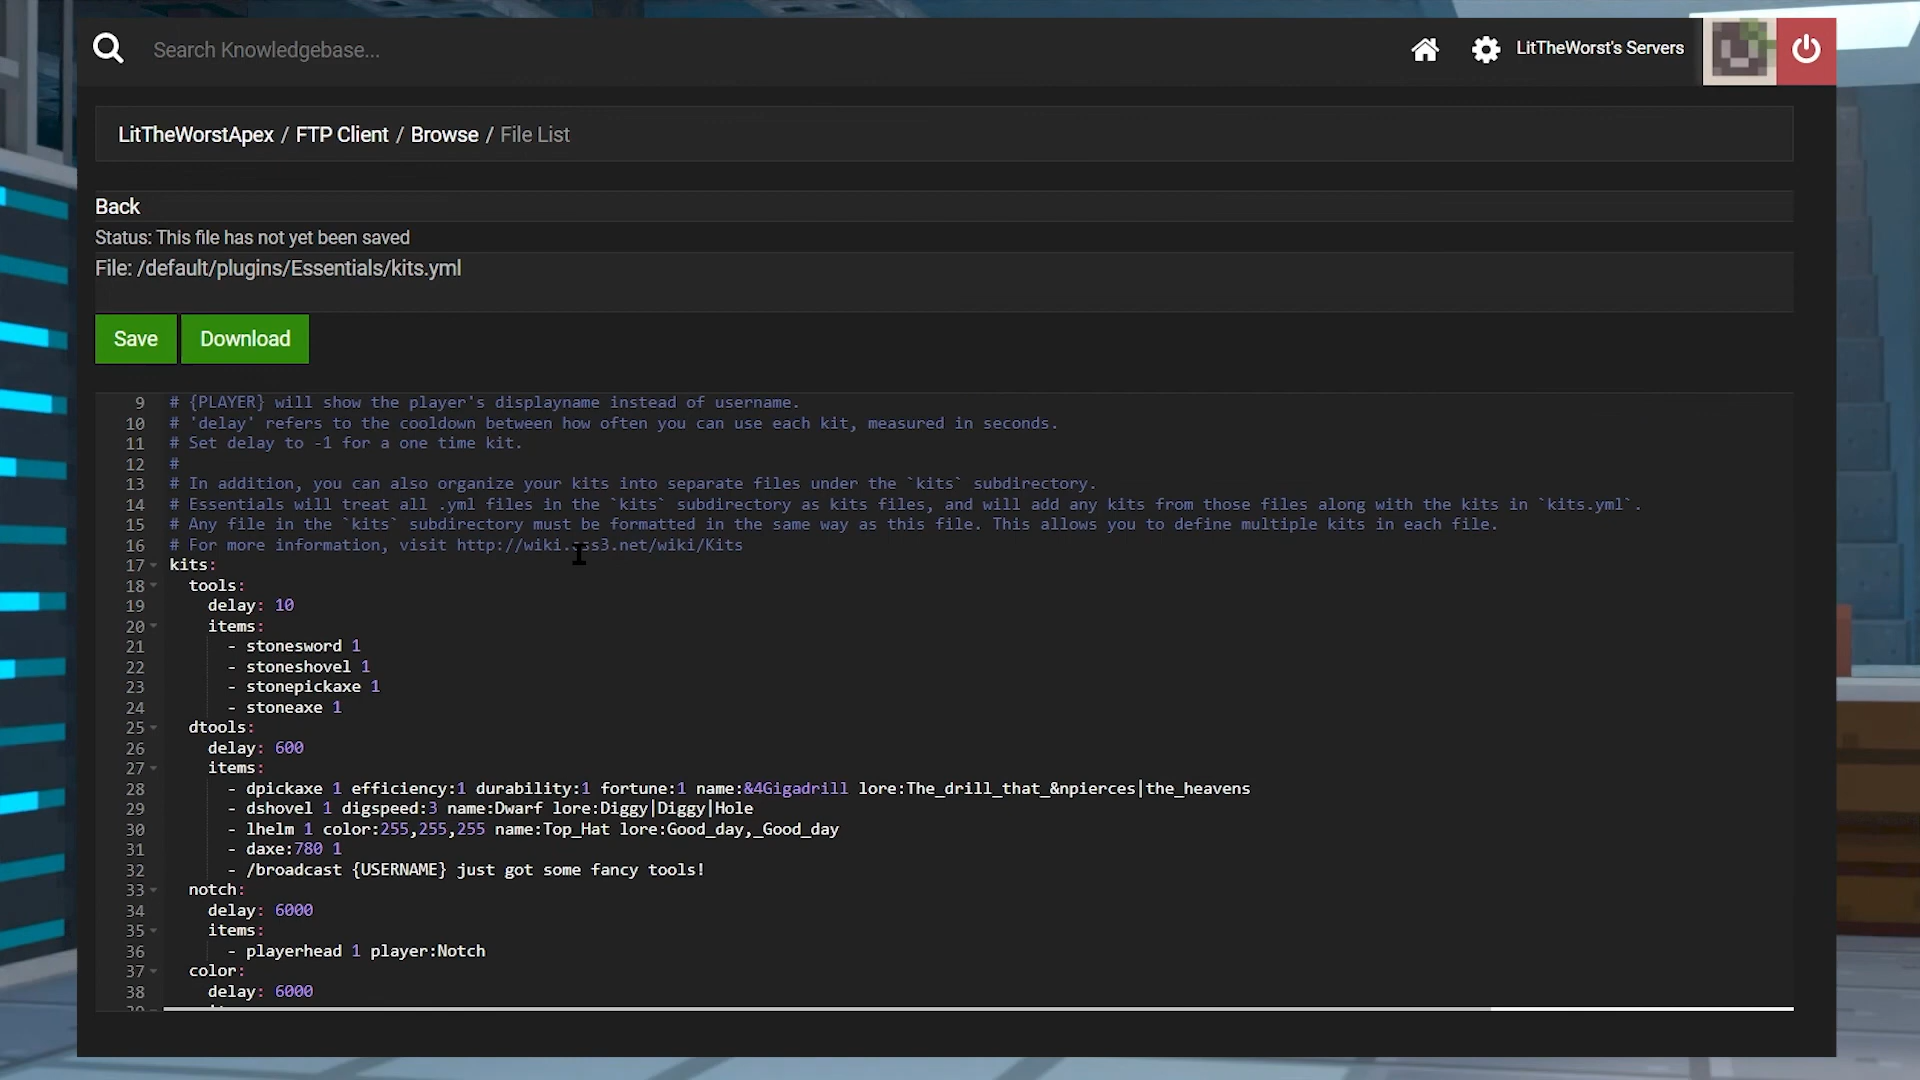 Search Knowledgebase...
LitTheWorst's Servers
LitTheWorstApex / FTP Client / Browse / File List
Back
Status: This file has not yet been saved
File: /default/plugins/Essentials/kits.yml
Save Download
9 # {PLAYER} will show the player's displayname instead of username.
10 # 'delay' refers to the cooldown between how often you can use each kit, measured in seconds.
11 # Set delay to -1 for a one time kit.
12 #
13 # In addition, you can also organize your kits into separate files under the `kits` subdirectory.
14 # Essentials will treat all .yml files in the `kits` subdirectory as kits files, and will add any kits from those files along with the kits in `kits.yml`.
15 # Any file in the `kits` subdirectory must be formatted in the same way as this file. This allows you to define multiple kits in each file.
16 # For more information, visit
17 kits:
18 tools:
19 delay: 10
20 items:
21 - stonesword 1
22 - stoneshovel 1
23 - stonepickaxe 1
24 - stoneaxe 1
25 dtools:
26 delay: 600
27 items:
28 - dpickaxe 1 efficiency:1 durability:1 fortune:1 name:&4Gigadrill lore:The_drill_that_&npierces|the_heavens
29 - dshovel 1 digspeed:3 name:Dwarf lore:Diggy|Diggy|Hole
30 - lhelm 1 color:255,255,255 name:Top_Hat lore:Good_day,_Good_day
31 - daxe:780 1
32 - /broadcast {USERNAME} just got some fancy tools!
33 notch:
34 delay: 6000
35 items:
36 - playerhead 1 player:Notch
37 color:
38 delay: 6000